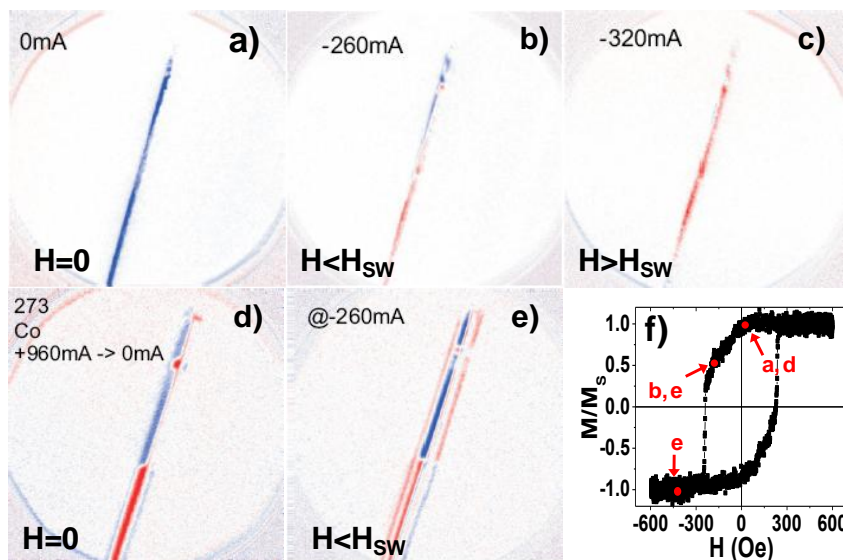 0mA
a)
H=0
-260mA
b)
H<H_SW
-320mA
c)
H>H_SW
273
Co
+960mA -> 0mA
d)
H=0
@-260mA
e)
H<H_SW
f)
1.0
0.5
0.0
-0.5
-1.0
M/M_S
a, d
b, e
e
-600 -300 0 300 600
H (Oe)